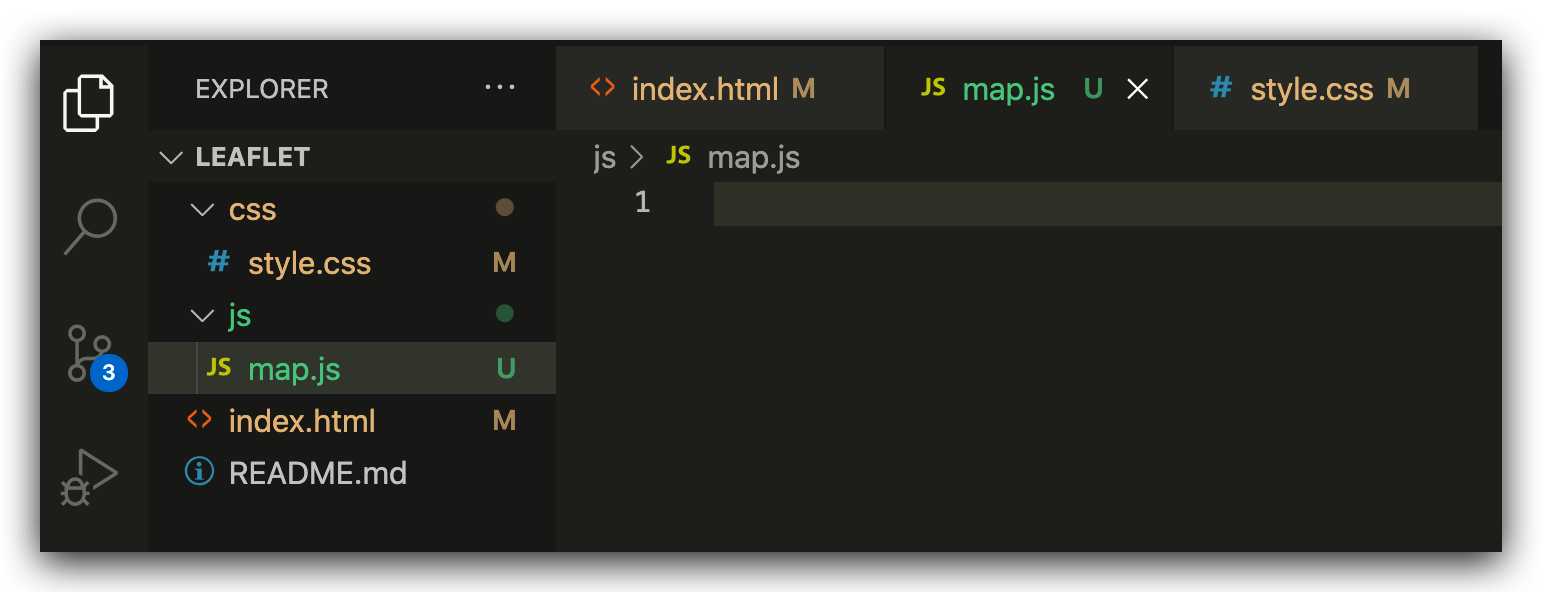 EXPLORER ...
<> index.html M
JS map.js U
# style.css M
LEAFLET
js > JS map.js
css
1
# style.css M
js
3
JS map.js U
<> index.html M
README.md